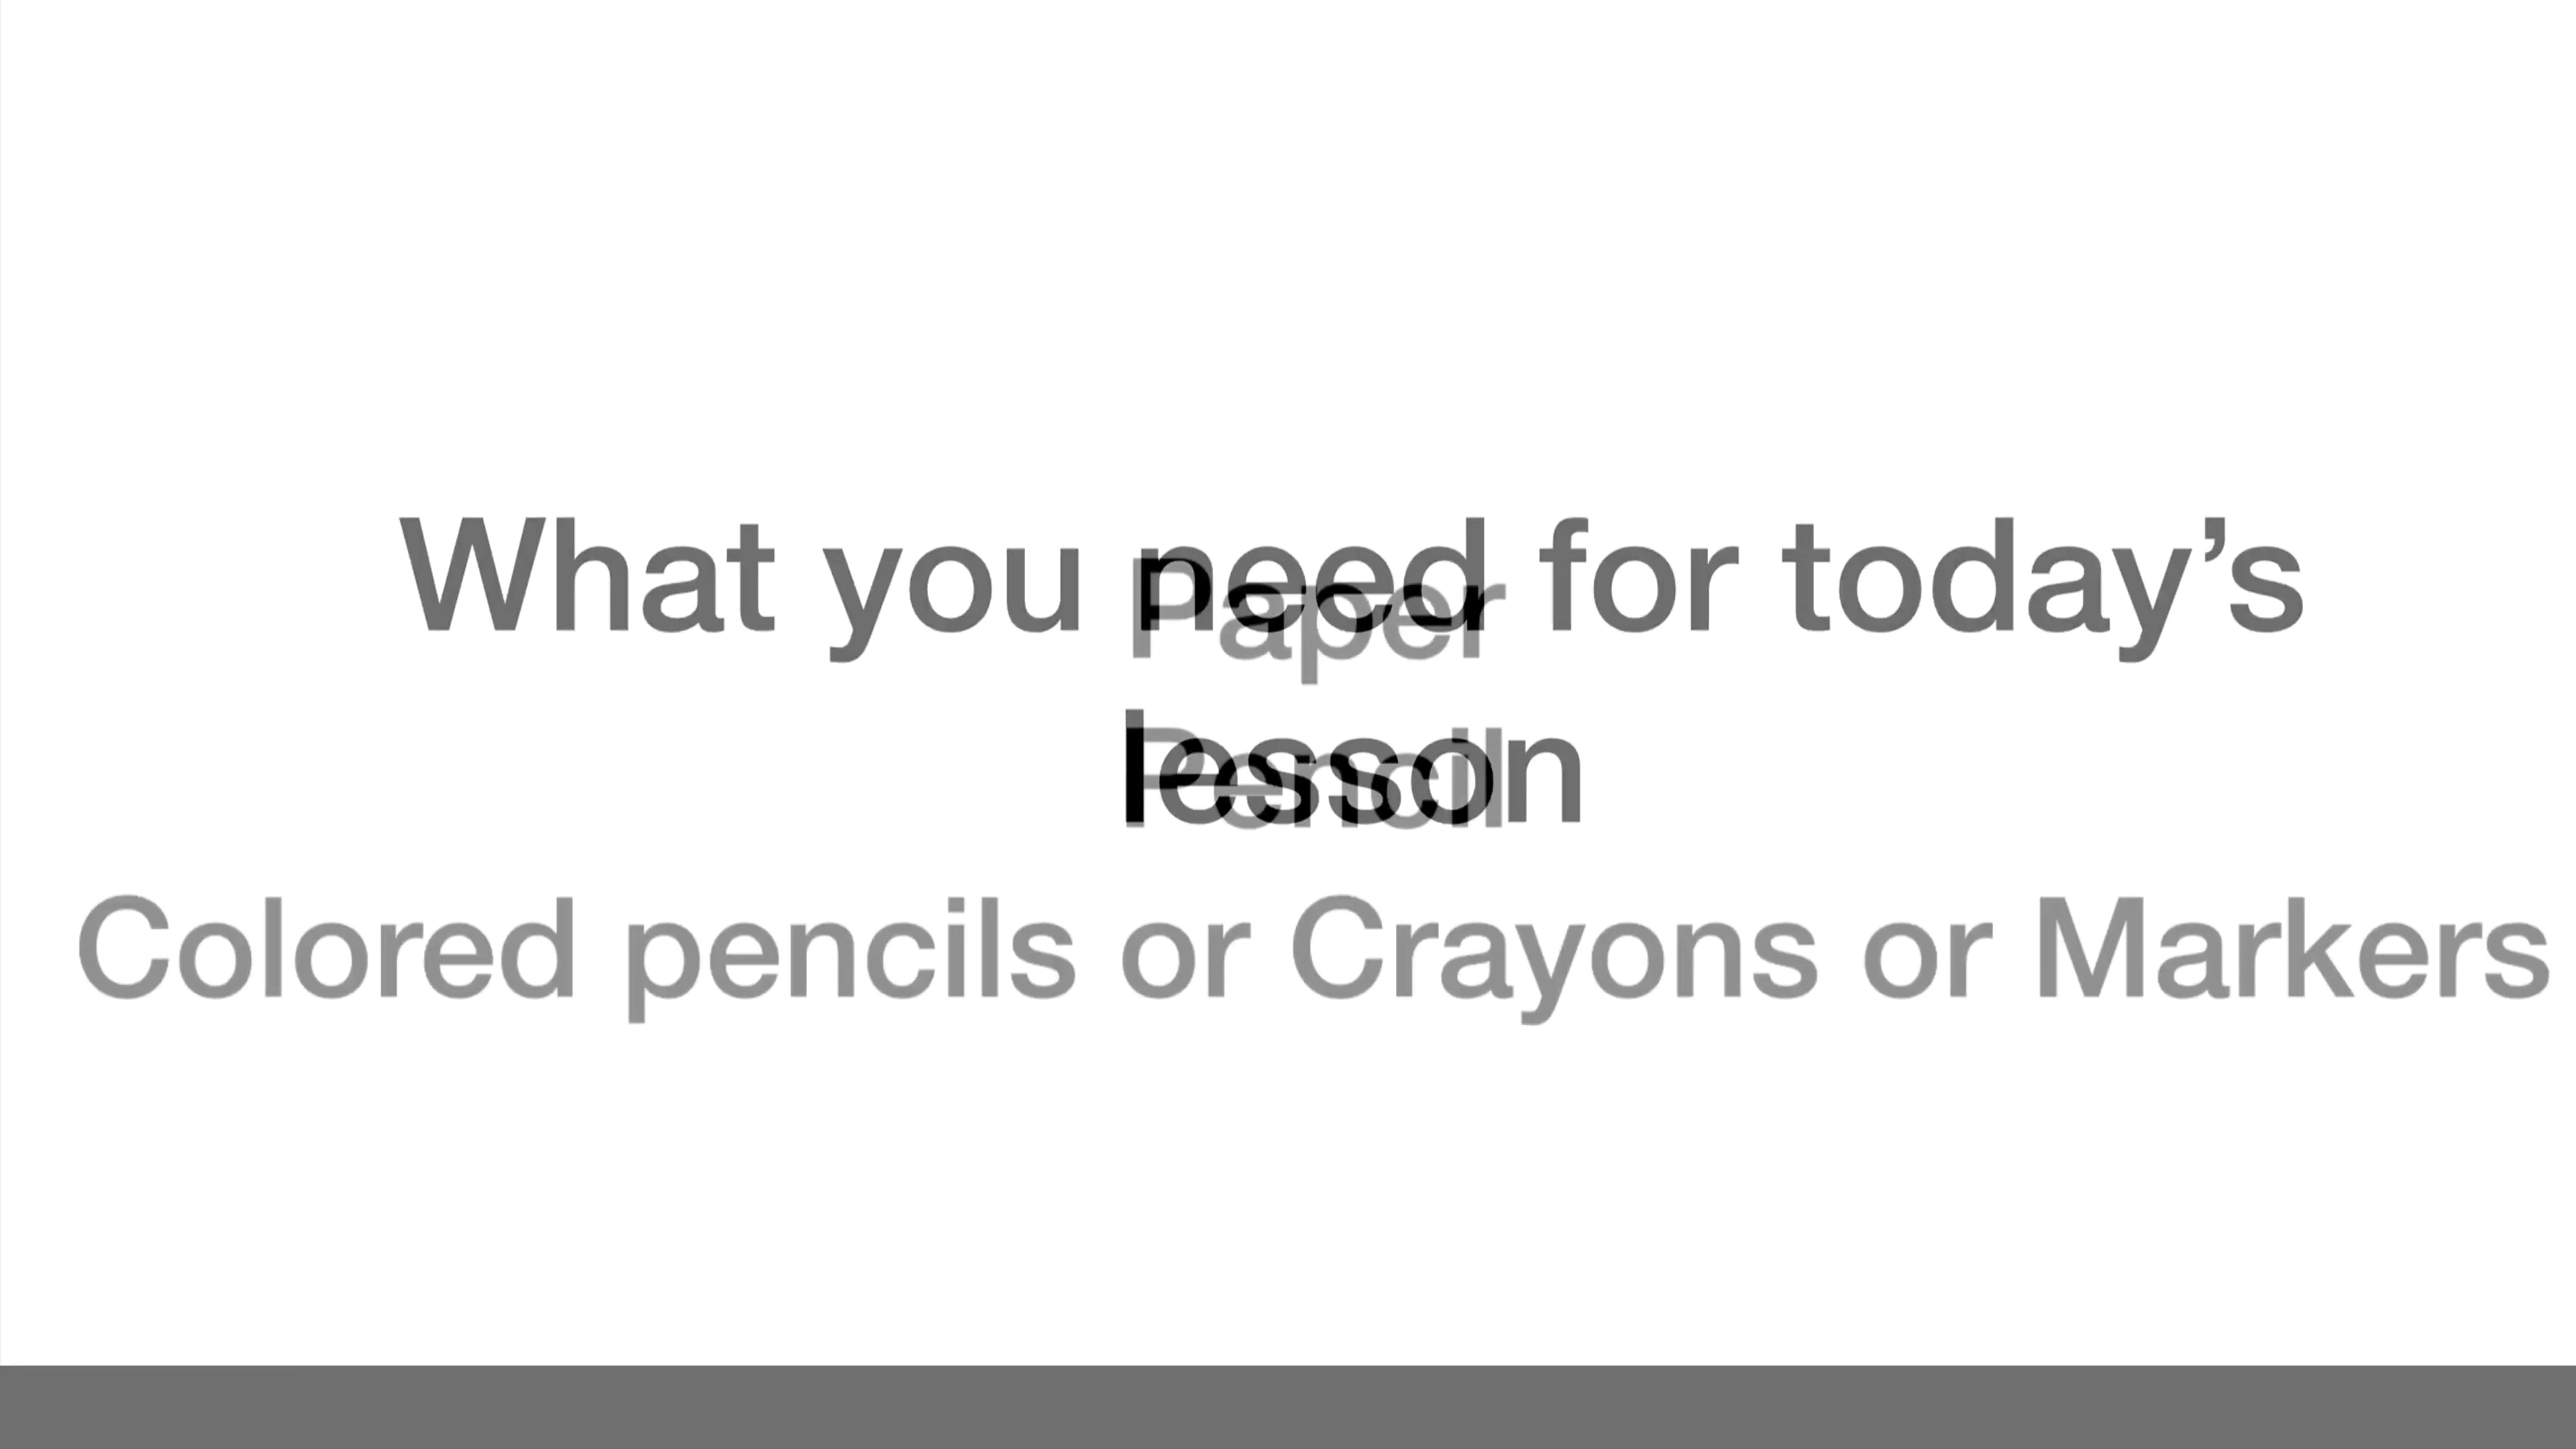 What you need for today’s
lesson
Paper
Pencil
Colored pencils or Crayons or Markers